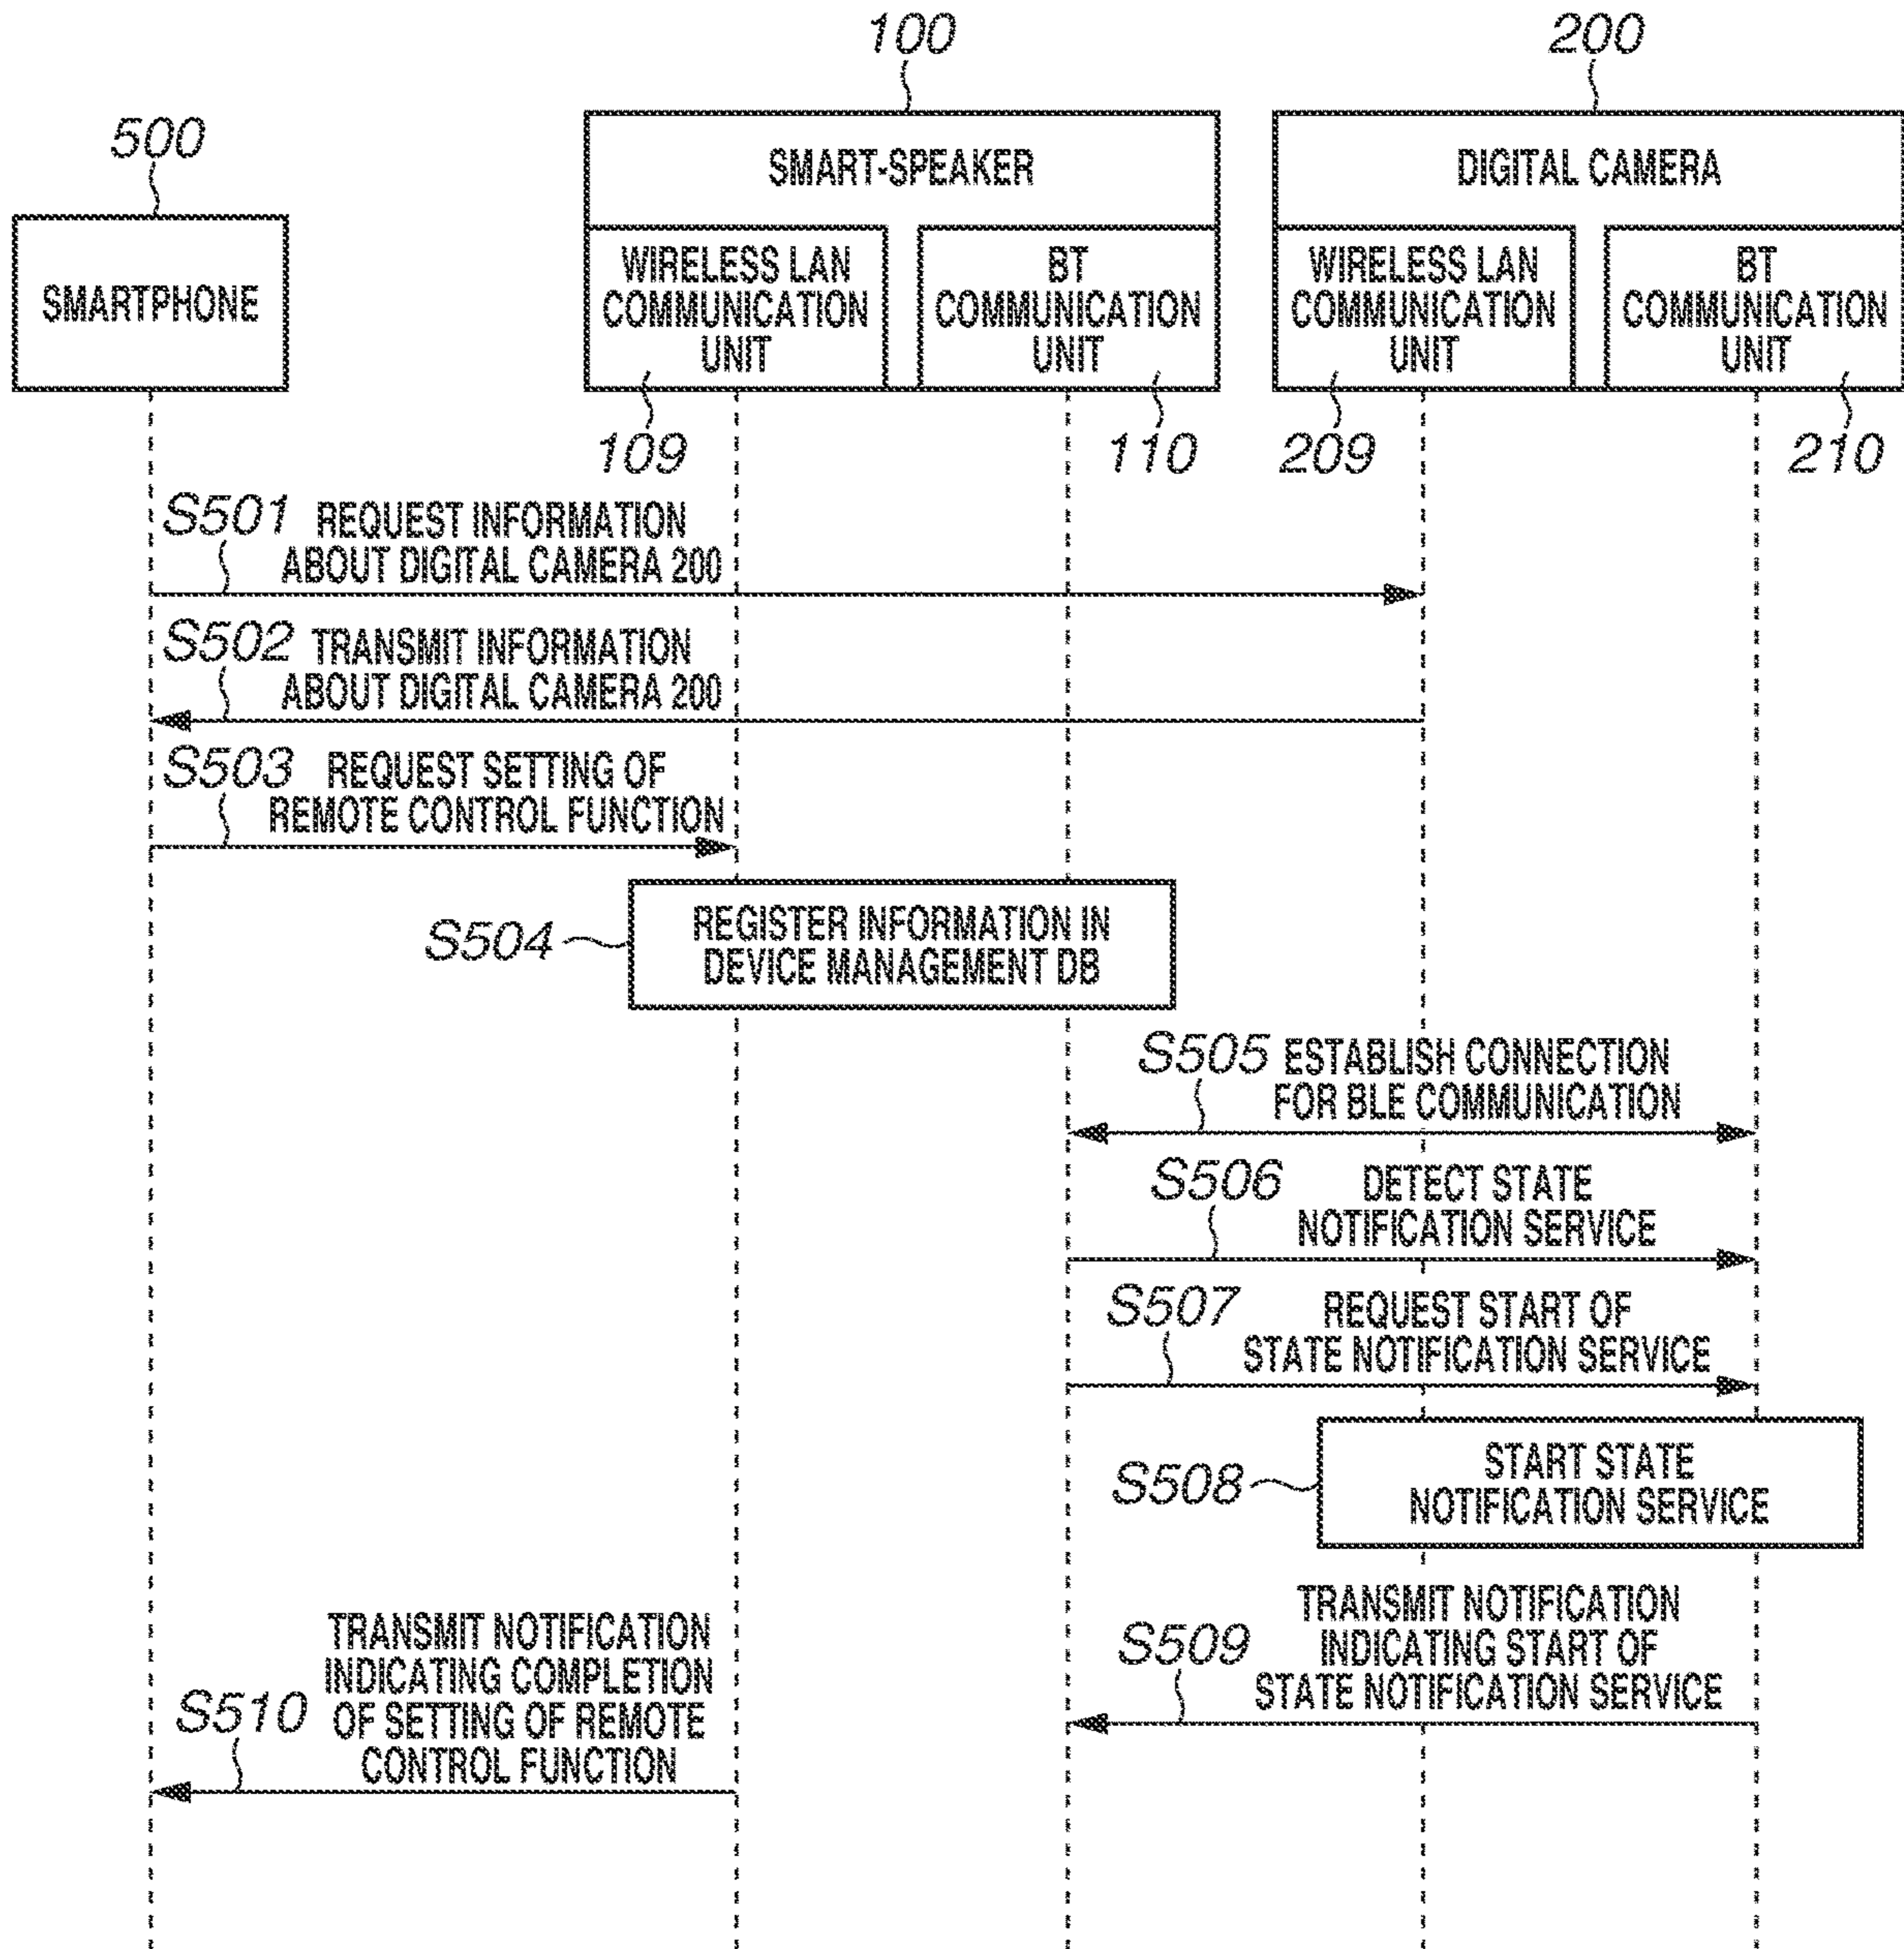 100
200
500
SMART-SPEAKER
DIGITAL CAMERA
SMARTPHONE
WIRELESS LAN
COMMUNICATION
UNIT
BT
COMMUNICATION
UNIT
WIRELESS LAN
COMMUNICATION
UNIT
BT
COMMUNICATION
UNIT
109
110
209
210
S501
REQUEST INFORMATION
ABOUT DIGITAL CAMERA 200
S502
TRANSMIT INFORMATION
ABOUT DIGITAL CAMERA 200
S503
REQUEST SETTING OF
REMOTE CONTROL FUNCTION
S504
REGISTER INFORMATION IN
DEVICE MANAGEMENT DB
S505
ESTABLISH CONNECTION
FOR BLE COMMUNICATION
S506
DETECT STATE
NOTIFICATION SERVICE
S507
REQUEST START OF
STATE NOTIFICATION SERVICE
S508
START STATE
NOTIFICATION SERVICE
S509
TRANSMIT NOTIFICATION
INDICATING START OF
STATE NOTIFICATION SERVICE
S510
TRANSMIT NOTIFICATION
INDICATING COMPLETION
OF SETTING OF REMOTE
CONTROL FUNCTION